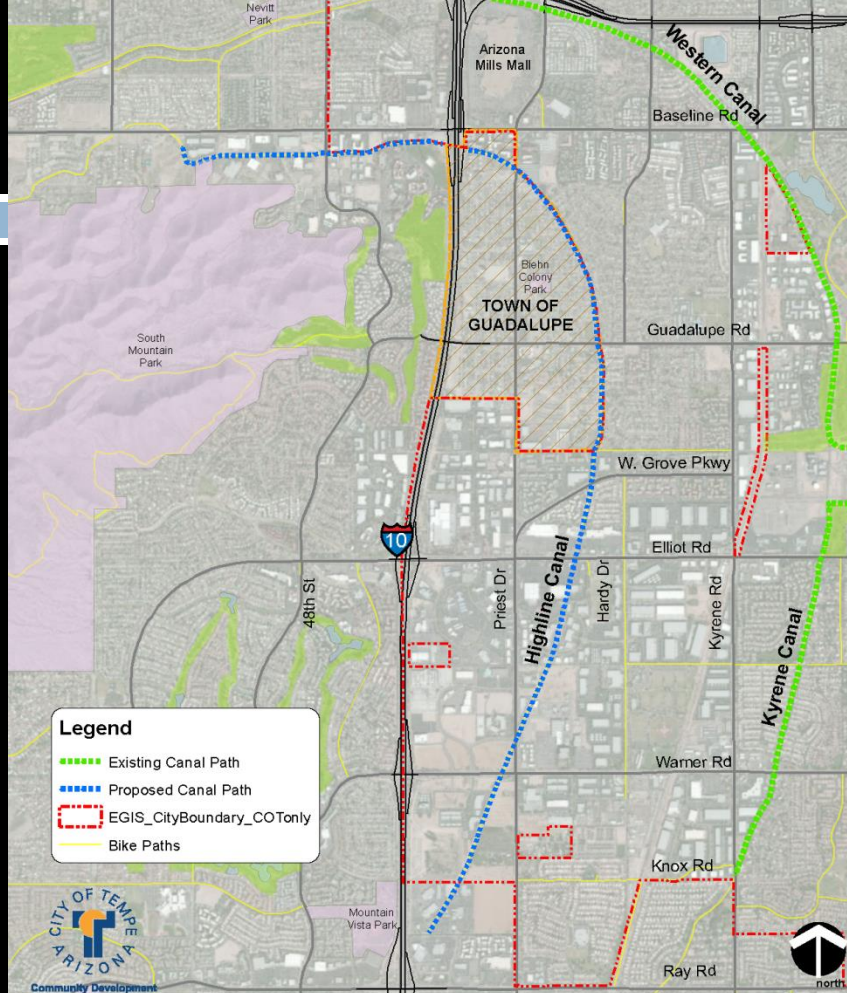 Nevitt
Park
Arizona
Mills Mall
Western Canal
Baseline Rd
Biehn
Colony
Park
TOWN OF
GUADALUPE
Guadalupe Rd
South
Mountain
Park
W. Grove Pkwy
10
Elliot Rd
48th St
Priest Dr
Highline Canal
Hardy Dr
Kyrene Rd
Kyrene Canal
Legend
Existing Canal Path
Proposed Canal Path
EGIS_CityBoundary_COTonly
Bike Paths
Warner Rd
Knox Rd
Mountain
Vista Park
Ray Rd
CITY OF TEMPE
ARIZONA
Community Development
north